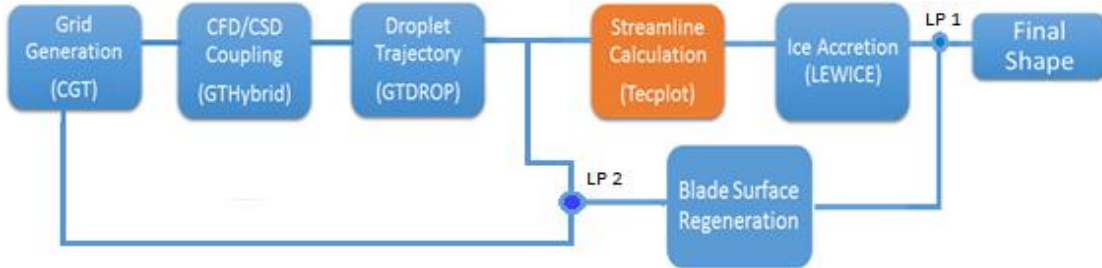 Grid
Generation
(CGT)
CFD/CSD
Coupling
(GTHybrid)
Droplet
Trajectory
(GTDROP)
Streamline
Calculation
(Tecplot)
Ice Accretion
(LEWICE)
LP 1
Final
Shape
LP 2
Blade Surface
Regeneration